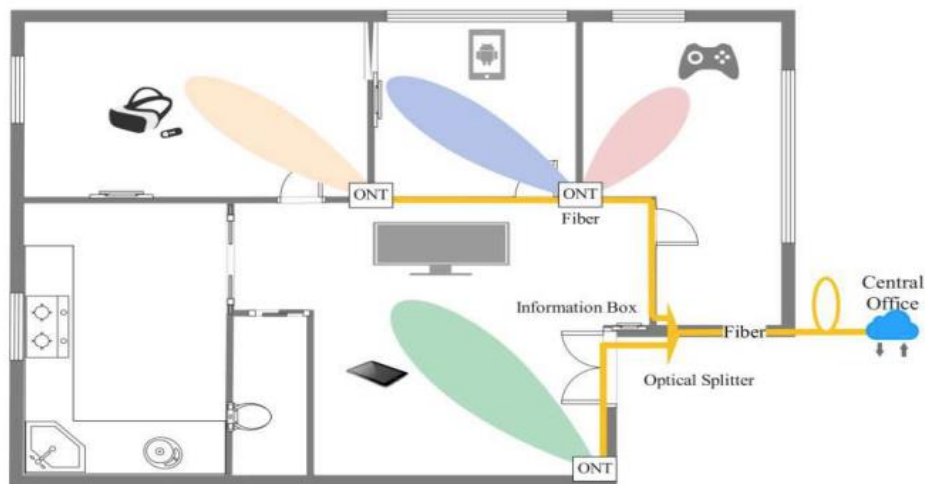 ONT
ONT
Fiber
Information Box
Central
Office
Fiber
Optical Splitter
ONT